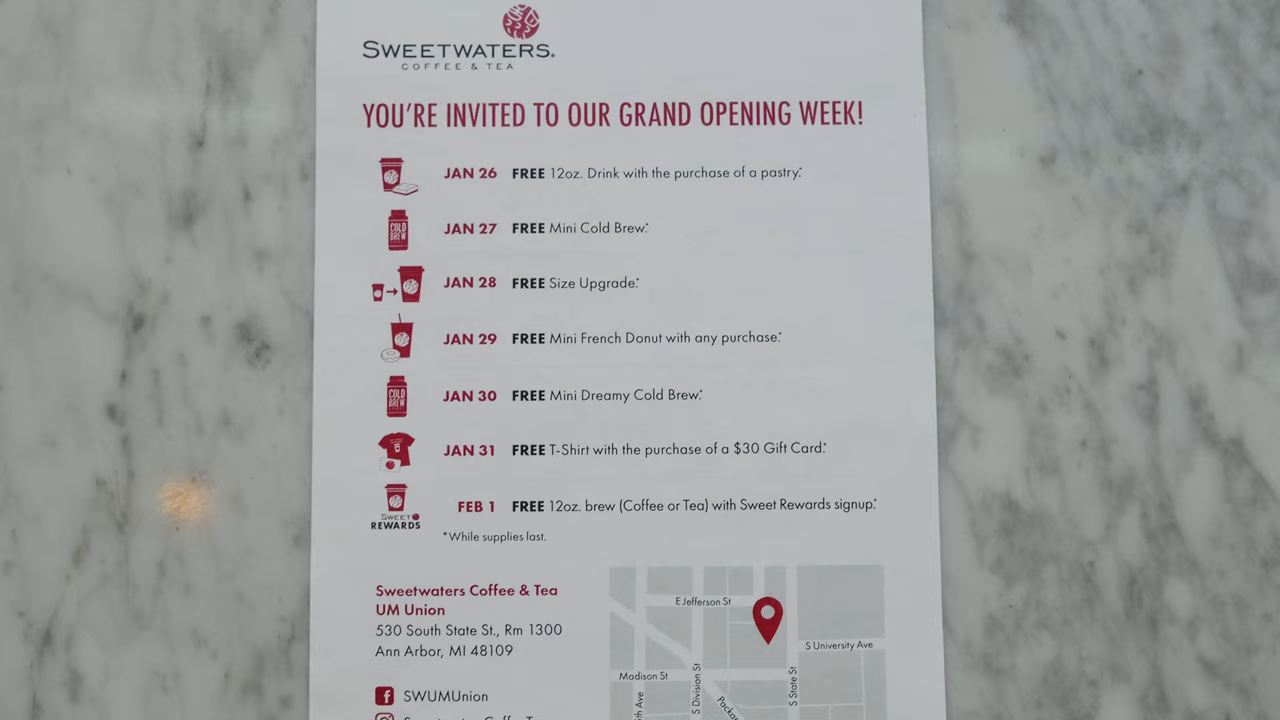 SWEETWATERS®
COFFEE & TEA
YOU'RE INVITED TO OUR GRAND OPENING WEEK!
JAN 26 FREE 12oz. Drink with the purchase of a pastry.*
COLD BREW
JAN 27 FREE Mini Cold Brew.*
JAN 28 FREE Size Upgrade.*
JAN 29 FREE Mini French Donut with any purchase.*
COLD BREW
JAN 30 FREE Mini Dreamy Cold Brew.*
JAN 31 FREE T-Shirt with the purchase of a $30 Gift Card.*
FEB 1 FREE 12oz. brew (Coffee or Tea) with Sweet Rewards signup.*
SWEET
REWARDS
*While supplies last.
Sweetwaters Coffee & Tea
UM Union
530 South State St., Rm 1300
Ann Arbor, MI 48109
SWUMUnion
E Jefferson St
S University Ave
Madison St
S Division St
S State St